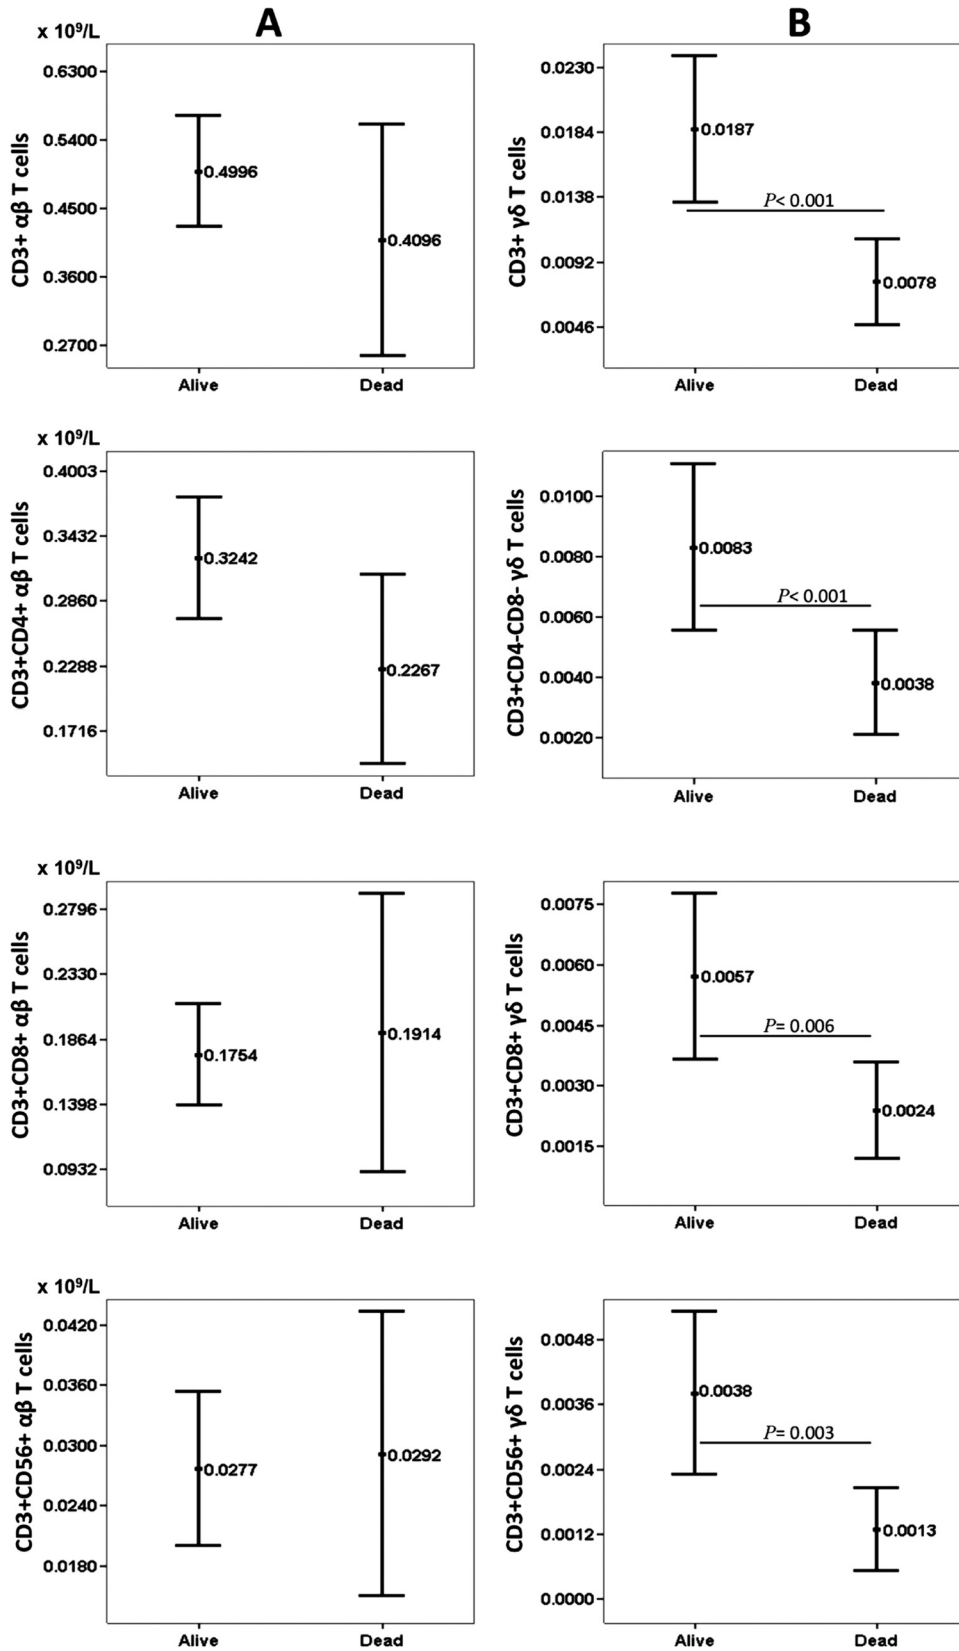 A
B
x 10⁹/L
CD3+ αβ T cells
0.6300
0.5400
0.4500
0.3600
0.2700
0.4996
0.4096
Alive
Dead
CD3+ γδ T cells
0.0230
0.0184
0.0138
0.0092
0.0046
0.0187
P< 0.001
0.0078
Alive
Dead
x 10⁹/L
CD3+CD4+ αβ T cells
0.4003
0.3432
0.2860
0.2288
0.1716
0.3242
0.2267
Alive
Dead
CD3+CD4-CD8- γδ T cells
0.0100
0.0080
0.0060
0.0040
0.0020
0.0083
P< 0.001
0.0038
Alive
Dead
x 10⁹/L
CD3+CD8+ αβ T cells
0.2796
0.2330
0.1864
0.1398
0.0932
0.1754
0.1914
Alive
Dead
CD3+CD8+ γδ T cells
0.0075
0.0060
0.0045
0.0030
0.0015
0.0057
P= 0.006
0.0024
Alive
Dead
x 10⁹/L
CD3+CD56+ αβ T cells
0.0420
0.0360
0.0300
0.0240
0.0180
0.0277
0.0292
Alive
Dead
CD3+CD56+ γδ T cells
0.0048
0.0036
0.0024
0.0012
0.0000
0.0038
P= 0.003
0.0013
Alive
Dead